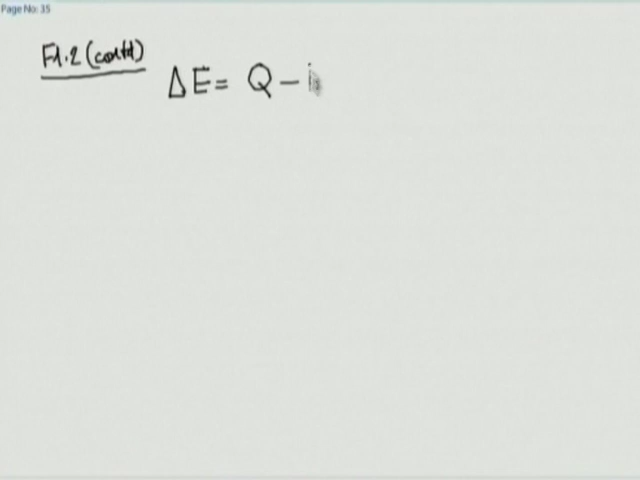 Page No: 35
F1.2 (contd)
ΔE = Q −